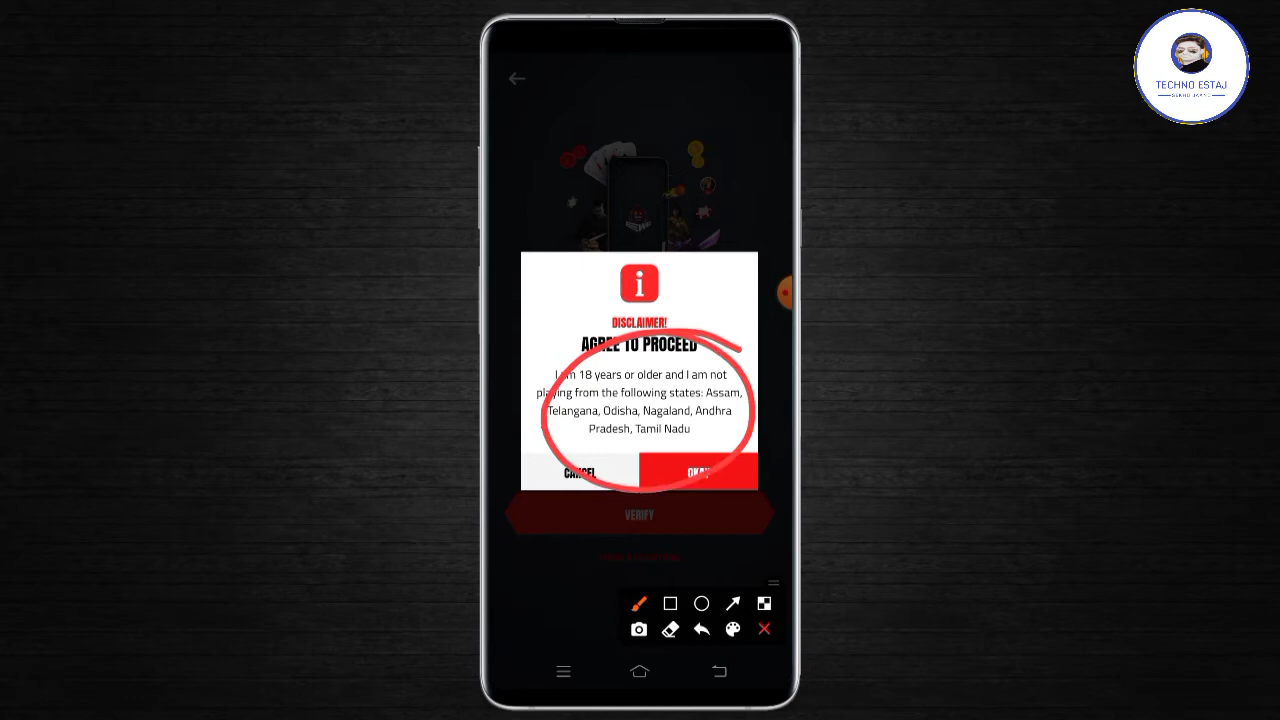 TECHNO ESTAJ
DISCLAIMER!
AGREE TO PROCEED
I am 18 years or older and I am not
playing from the following states: Assam,
Telangana, Odisha, Nagaland, Andhra
Pradesh, Tamil Nadu
CANCEL
OKAY
VERIFY